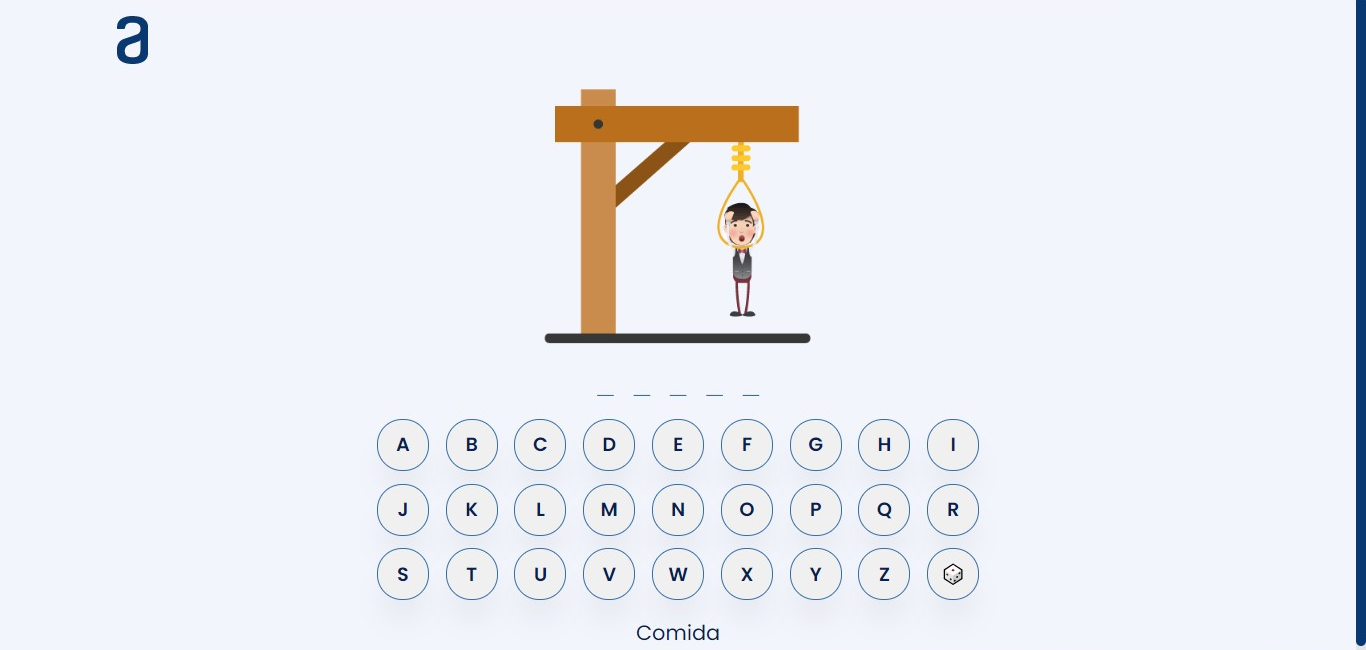 a
_ _ _ _ _
A B C D E F G H I
J K L M N O P Q R
S T U V W X Y Z
Comida